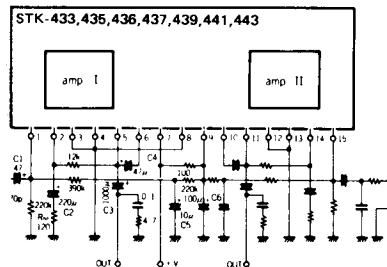 STK-433,435,436,437,439,441,443
amp I
amp II
1 2 3 4 5 6 7 8 9 10 11 12 13 14 15
C1
47
12k
47μ
C4
100
390k
220k
220k
220μ
C2
120
1000μ
C3
0.1
4.7
10μ
C5
100μ
C6
OUT
+V
OUT